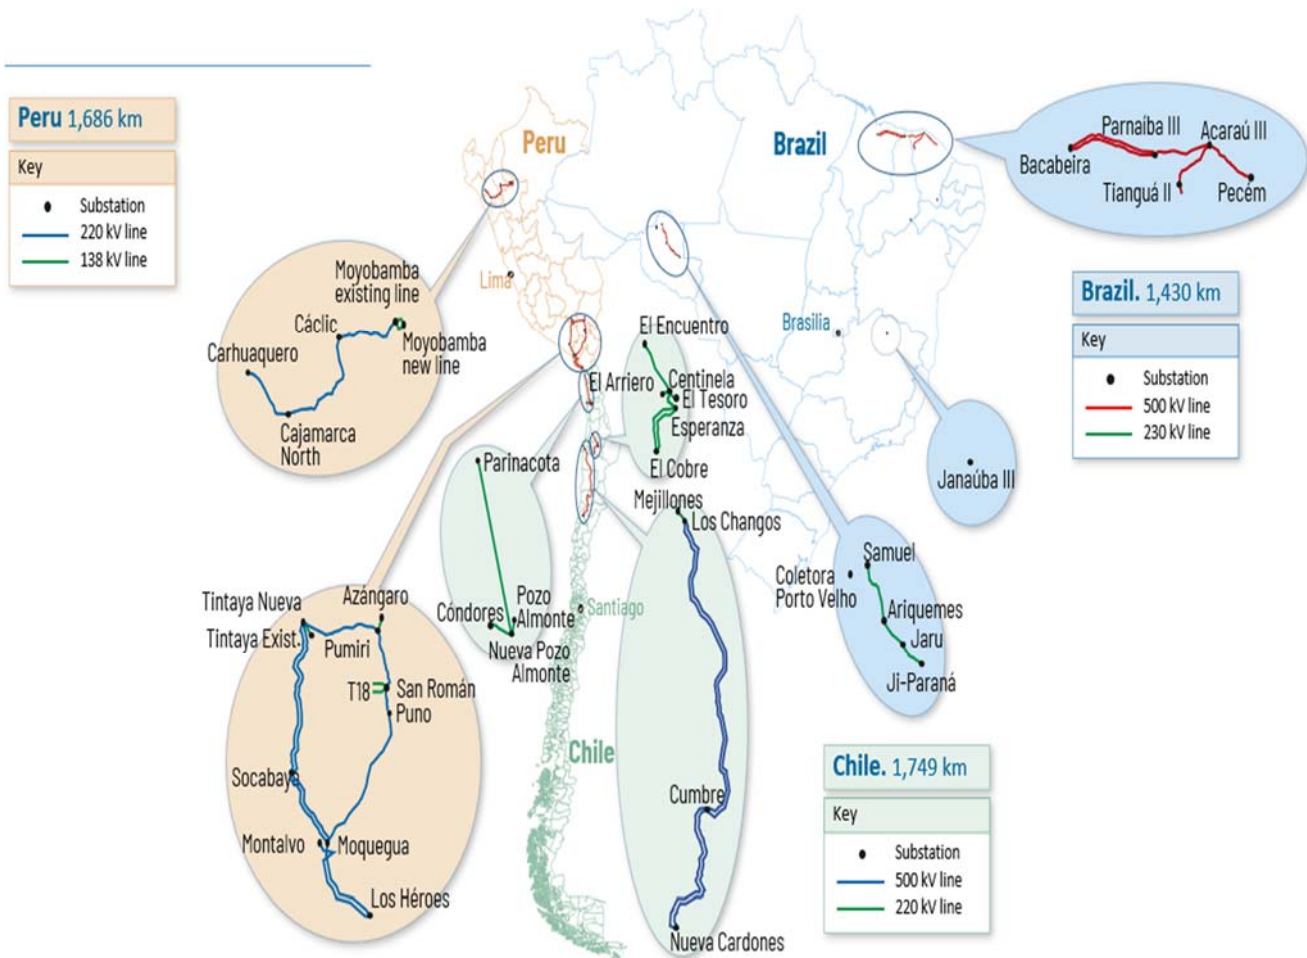 Peru 1,686 km
Key
Substation
220 kV line
138 kV line
Peru
Lima
Brazil
Brasilia
Parnaíba III
Acaraú III
Bacabeira
Tianguá II
Pecém
Brazil. 1,430 km
Key
Substation
500 kV line
230 kV line
Moyobamba
existing line
Cáclic
Moyobamba
new line
Carhuaquero
Cajamarca
North
El Encuentro
El Arriero
Centinela
El Tesoro
Esperanza
El Cobre
Janaúba III
Parinacota
Cóndores
Pozo
Almonte
Nueva Pozo
Almonte
Mejillones
Los Changos
Cumbre
Nueva Cardones
Samuel
Coletora
Porto Velho
Ariquemes
Jaru
Ji-Paraná
Santiago
Chile
Tintaya Nueva
Azángaro
Tintaya Exist.
Pumiri
T18
San Román
Puno
Socabaya
Montalvo
Moquegua
Los Héroes
Chile. 1,749 km
Key
Substation
500 kV line
220 kV line